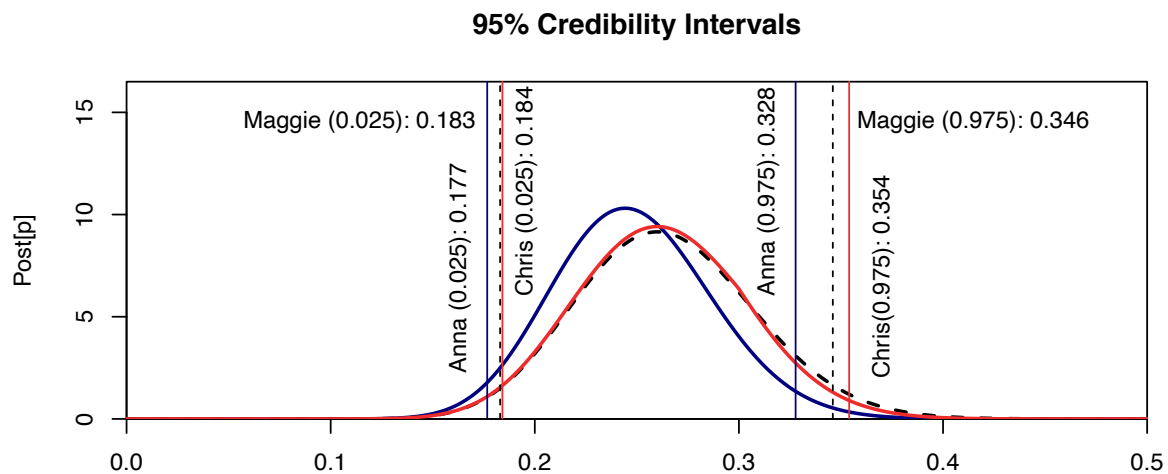 95% Credibility Intervals
Post[p]
15
10
5
0
Maggie (0.025): 0.183
Anna (0.025): 0.177
Chris (0.025): 0.184
Anna (0.975): 0.328
Maggie (0.975): 0.346
Chris(0.975): 0.354
0.0
0.1
0.2
0.3
0.4
0.5